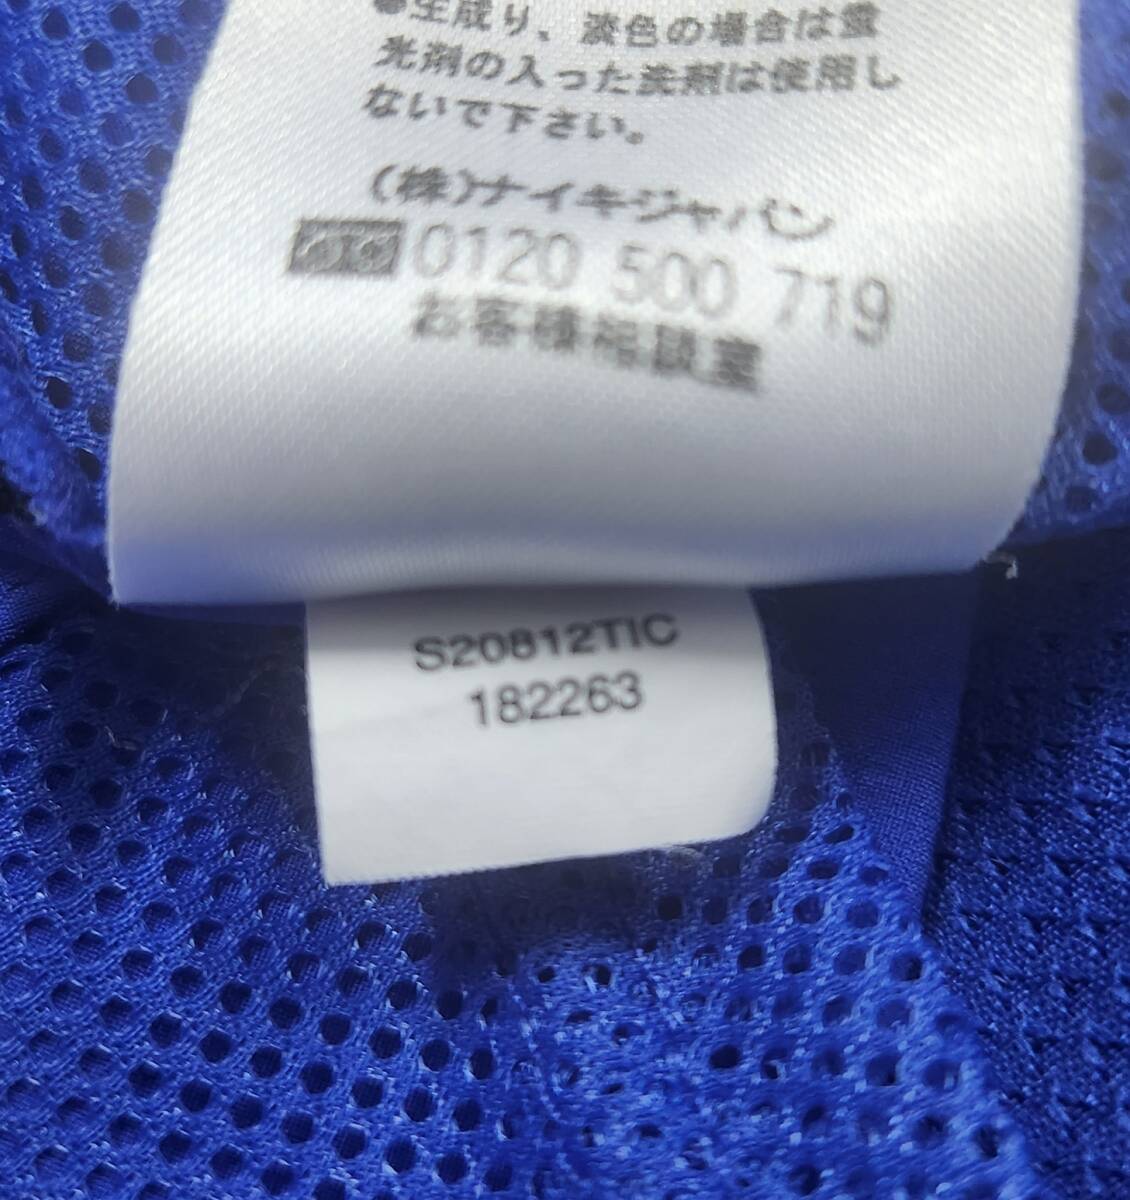 ●生成り、淡色の場合は蛍
光剤の入った洗剤は使用し
ないで下さい。
(株)ナイキジャパン
0120 500 719
お客様相談室
S20812TIC
182263